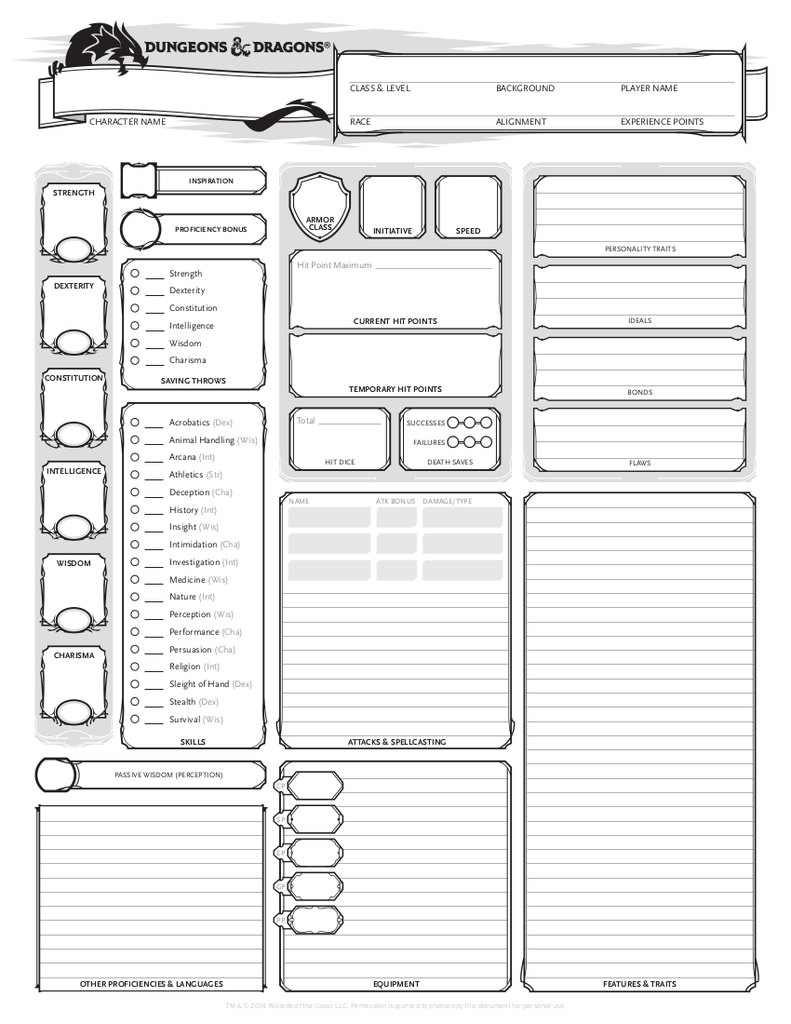 DUNGEONS & DRAGONS®
CHARACTER NAME
CLASS & LEVEL BACKGROUND PLAYER NAME
RACE ALIGNMENT EXPERIENCE POINTS
STRENGTH
DEXTERITY
CONSTITUTION
INTELLIGENCE
WISDOM
CHARISMA
INSPIRATION
PROFICIENCY BONUS
Strength
Dexterity
Constitution
Intelligence
Wisdom
Charisma
SAVING THROWS
Acrobatics (Dex)
Animal Handling (Wis)
Arcana (Int)
Athletics (Str)
Deception (Cha)
History (Int)
Insight (Wis)
Intimidation (Cha)
Investigation (Int)
Medicine (Wis)
Nature (Int)
Perception (Wis)
Performance (Cha)
Persuasion (Cha)
Religion (Int)
Sleight of Hand (Dex)
Stealth (Dex)
Survival (Wis)
SKILLS
PASSIVE WISDOM (PERCEPTION)
OTHER PROFICIENCIES & LANGUAGES
ARMOR
CLASS
INITIATIVE
SPEED
Hit Point Maximum
CURRENT HIT POINTS
TEMPORARY HIT POINTS
Total
HIT DICE
SUCCESSES
FAILURES
DEATH SAVES
NAME ATK BONUS DAMAGE/TYPE
ATTACKS & SPELLCASTING
CP
SP
EP
GP
PP
EQUIPMENT
PERSONALITY TRAITS
IDEALS
BONDS
FLAWS
FEATURES & TRAITS
TM & © 2014 Wizards of the Coast LLC. Permission is granted to photocopy this document for personal use.